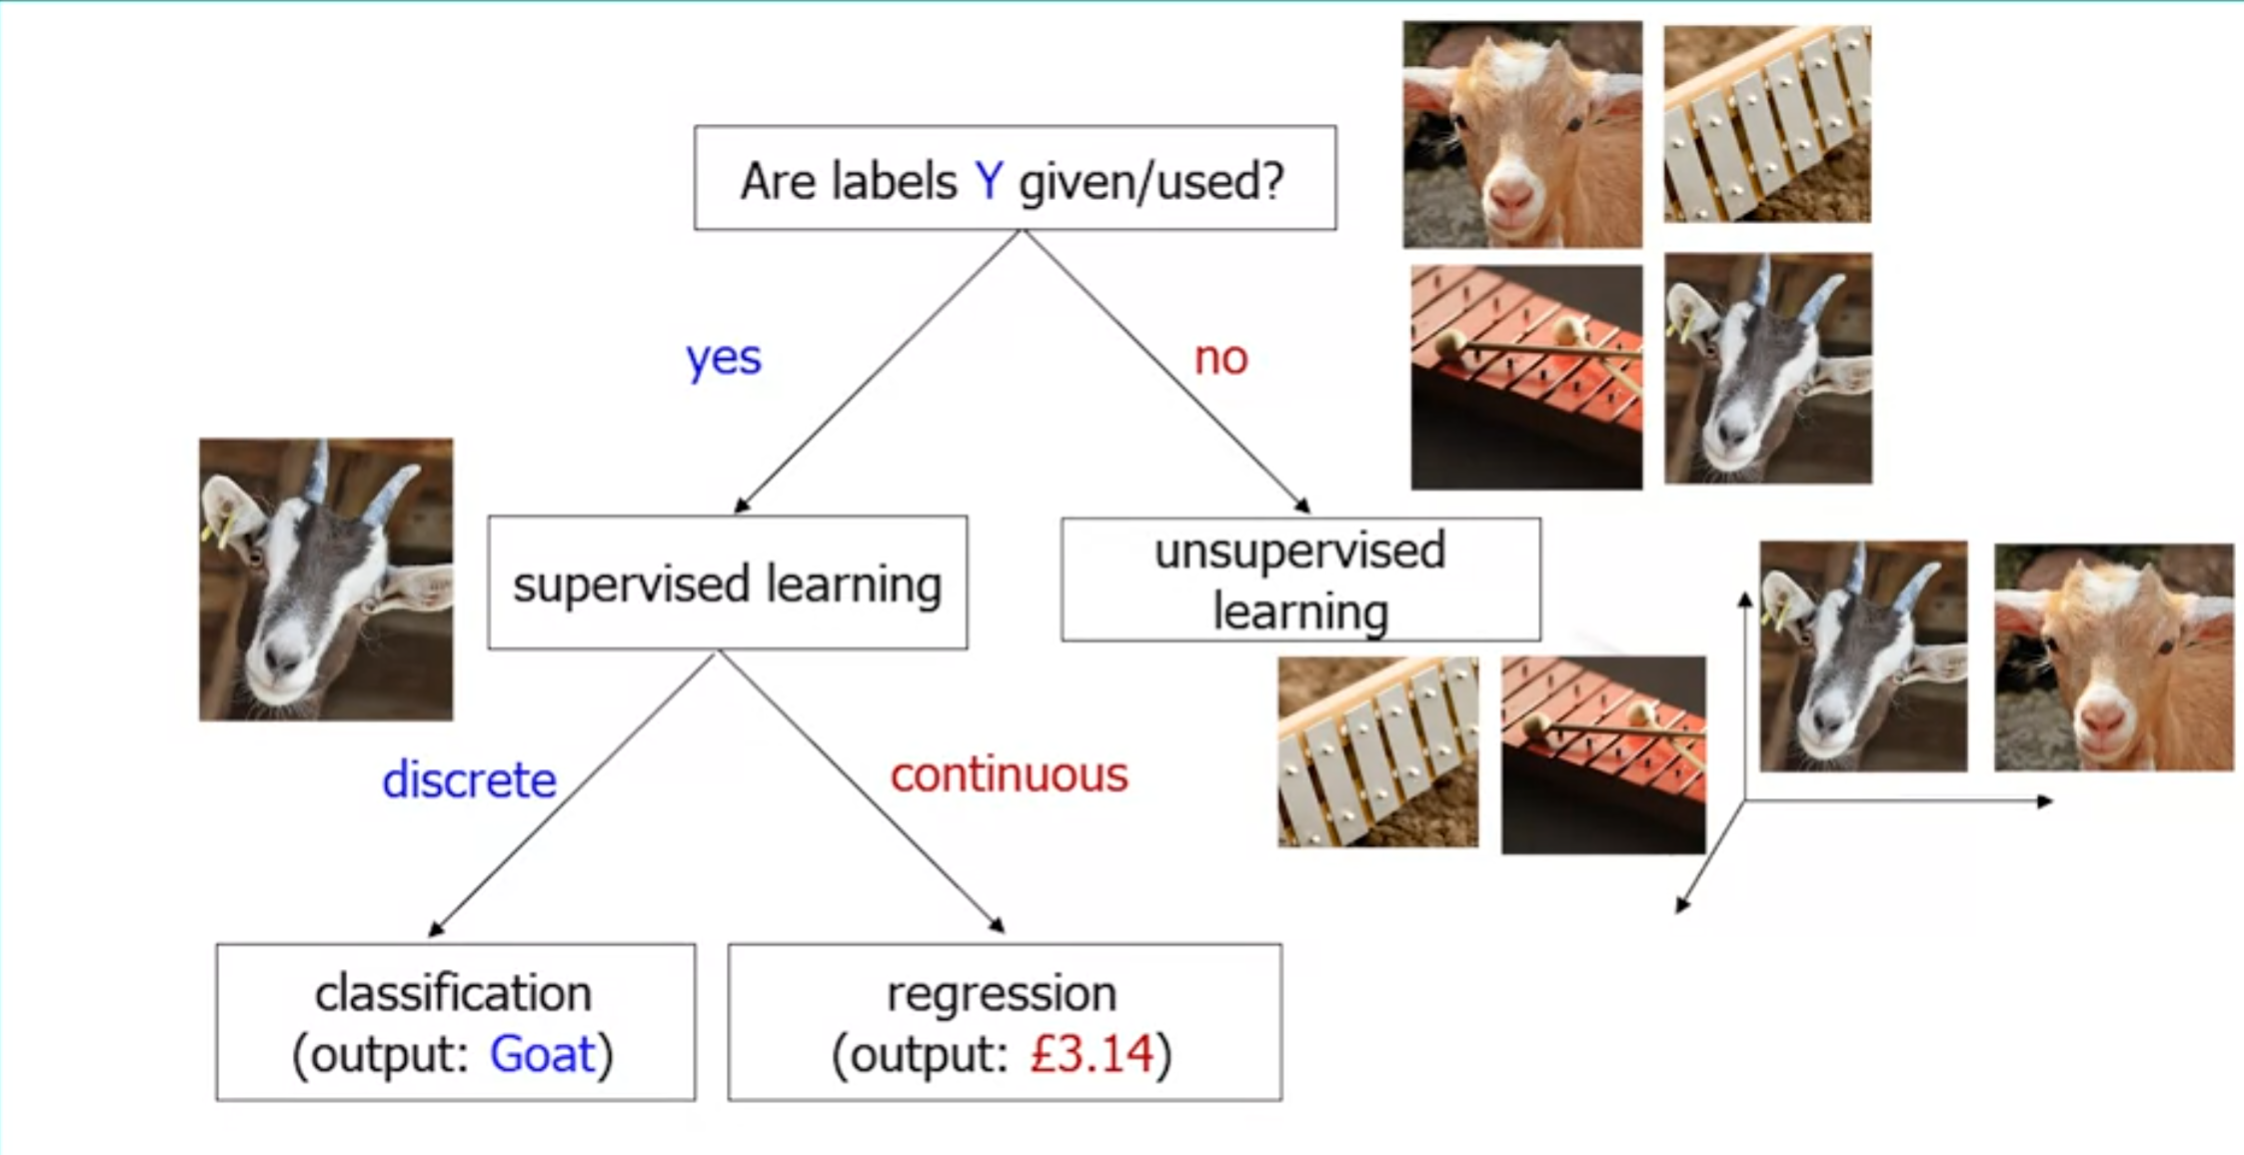 Are labels Y given/used?
yes
no
supervised learning
unsupervised
learning
discrete
continuous
classification
(output: Goat)
regression
(output: £3.14)